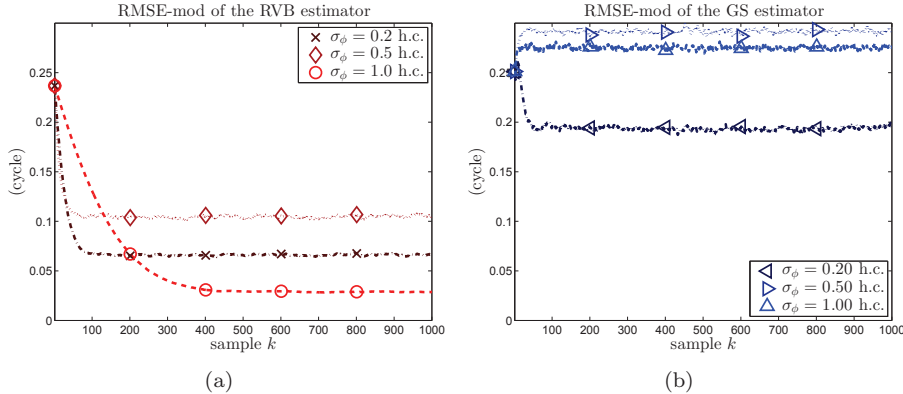 RMSE-mod of the RVB estimator
σϕ = 0.2 h.c.
σϕ = 0.5 h.c.
σϕ = 1.0 h.c.
0.25
0.2
0.15
0.1
0.05
0
(cycle)
100 200 300 400 500 600 700 800 900 1000
sample k
(a)
RMSE-mod of the GS estimator
0.25
0.2
0.15
0.1
0.05
0
(cycle)
σϕ = 0.20 h.c.
σϕ = 0.50 h.c.
σϕ = 1.00 h.c.
100 200 300 400 500 600 700 800 900 1000
sample k
(b)